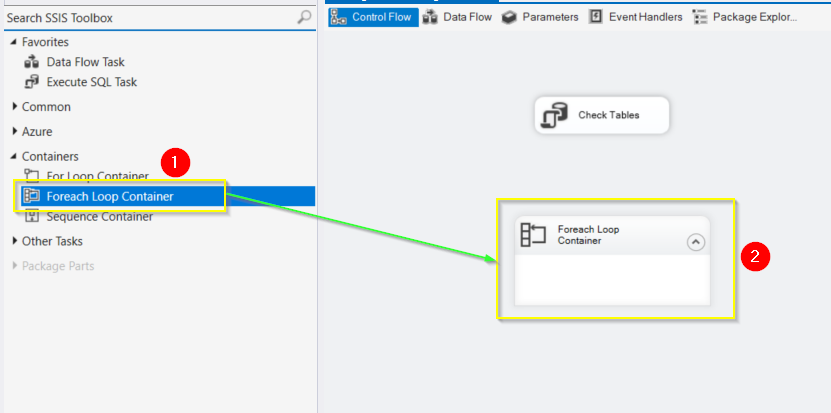 Search SSIS Toolbox
Favorites
Data Flow Task
Execute SQL Task
Common
Azure
Containers
1
For Loop Container
Foreach Loop Container
Sequence Container
Other Tasks
Package Parts
Control Flow
Data Flow
Parameters
Event Handlers
Package Explor...
Check Tables
Foreach Loop
Container
2